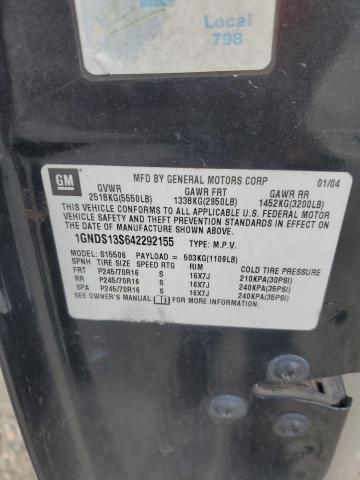 Local
798
GM
MFD BY GENERAL MOTORS CORP 01/04
GVWR GAWR FRT GAWR RR
2518KG(5550LB) 1338KG(2950LB) 1452KG(3200LB)
THIS VEHICLE CONFORMS TO ALL APPLICABLE U.S. FEDERAL MOTOR
VEHICLE SAFETY AND THEFT PREVENTION STANDARDS IN EFFECT ON
THE DATE OF MANUFACTURE SHOWN ABOVE.
1GNDS13S642292155 TYPE: M.P.V.
MODEL: S15506 PAYLOAD= 503KG(1109LB)
SPNH TIRE SIZE SPEED RTG RIM COLD TIRE PRESSURE
FRT P245/70R16 S 16X7J 210KPA(30PSI)
RR P245/70R16 S 16X7J 240KPA(35PSI)
SPA P245/70R16 S 16X7J 240KPA(35PSI)
SEE OWNER'S MANUAL FOR MORE INFORMATION.